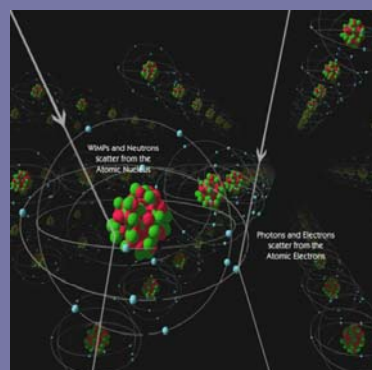 WIMPs and Neutrons
scatter from the
Atomic Nucleus
Photons and Electrons
scatter from the
Atomic Electrons